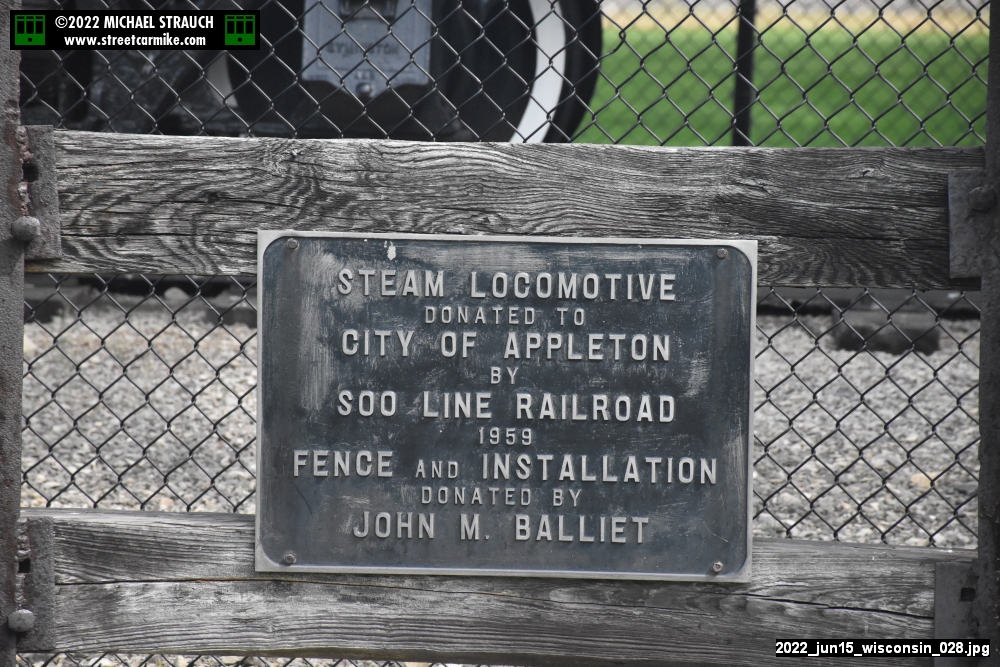 ©2022 MICHAEL STRAUCH
www.streetcarmike.com
STEAM LOCOMOTIVE
DONATED TO
CITY OF APPLETON
BY
SOO LINE RAILROAD
1959
FENCE AND INSTALLATION
DONATED BY
JOHN M. BALLIET
2022_jun15_wisconsin_028.jpg